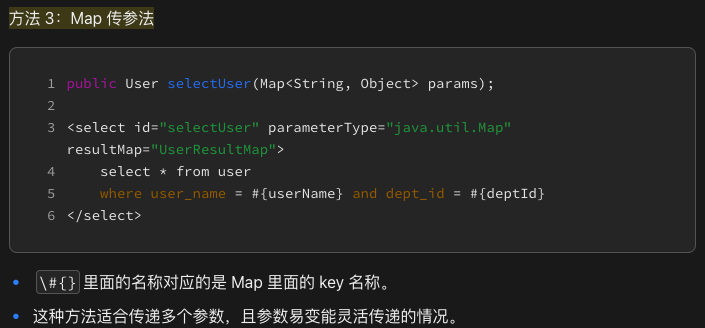 方法 3：Map 传参法
1 public User selectUser(Map<String, Object> params);
2
3 <select id="selectUser" parameterType="java.util.Map"
resultMap="UserResultMap">
4     select * from user
5     where user_name = #{userName} and dept_id = #{deptId}
6 </select>
• \#{} 里面的名称对应的是 Map 里面的 key 名称。
• 这种方法适合传递多个参数，且参数易变能灵活传递的情况。